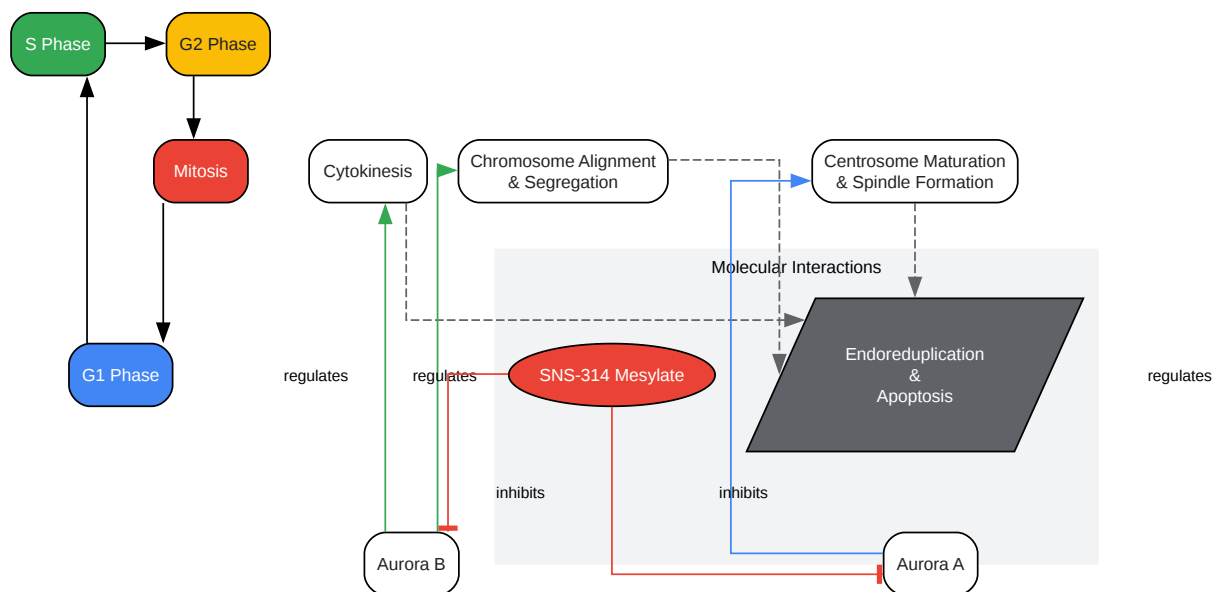 S Phase
G2 Phase
Mitosis
Cytokinesis
Chromosome Alignment
& Segregation
Centrosome Maturation
& Spindle Formation
Molecular Interactions
Endoreduplication
&
Apoptosis
G1 Phase
regulates
regulates
SNS-314 Mesylate
regulates
inhibits
inhibits
Aurora B
Aurora A